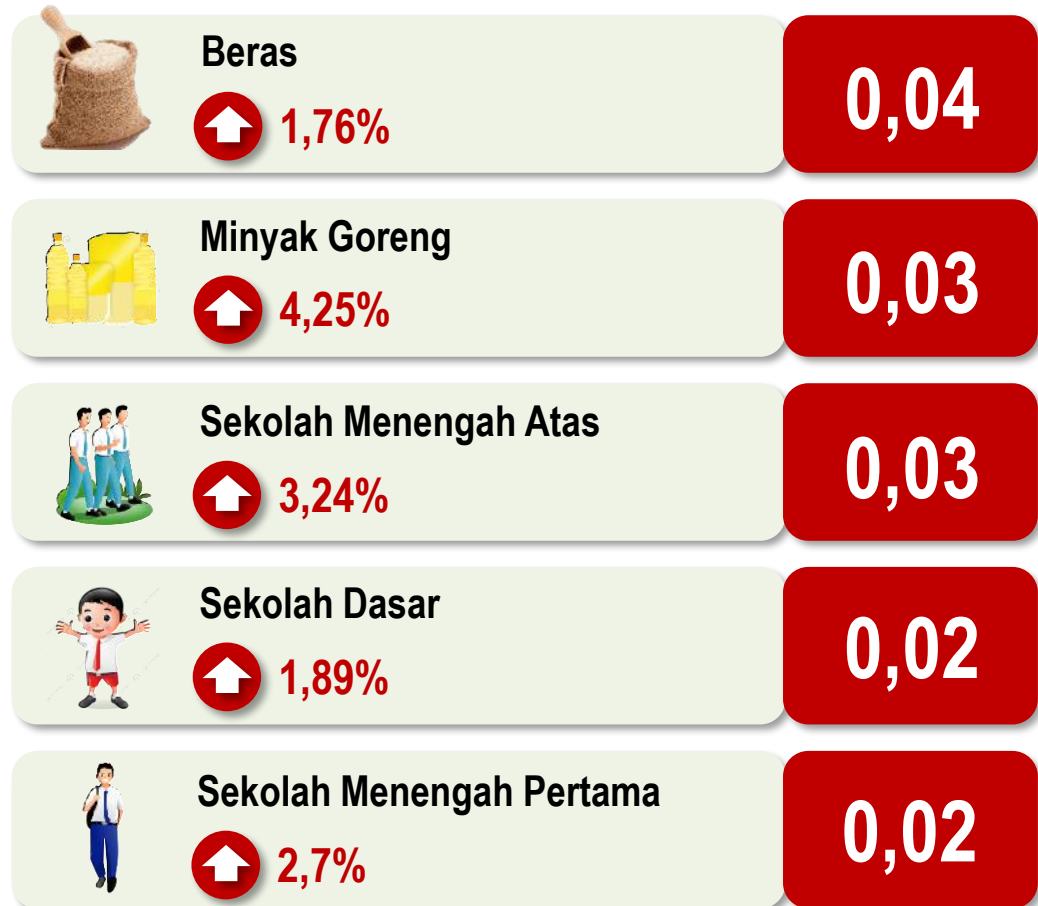 Beras
1,76%
0,04
Minyak Goreng
4,25%
0,03
Sekolah Menengah Atas
3,24%
0,03
Sekolah Dasar
1,89%
0,02
Sekolah Menengah Pertama
2,7%
0,02